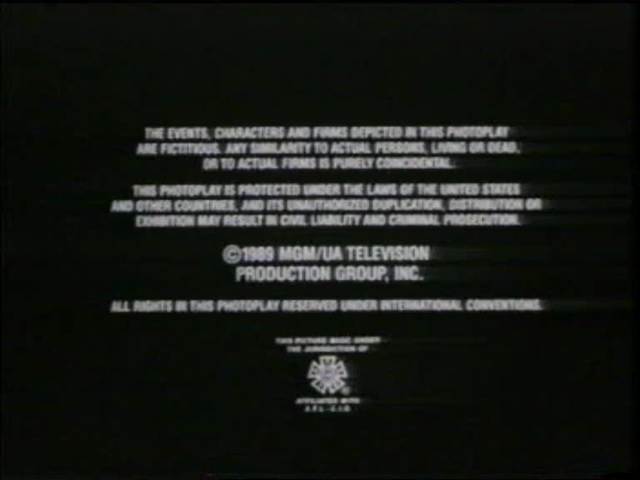 THE EVENTS, CHARACTERS AND FIRMS DEPICTED IN THIS PHOTOPLAY
ARE FICTITIOUS. ANY SIMILARITY TO ACTUAL PERSONS, LIVING OR DEAD,
OR TO ACTUAL FIRMS IS PURELY COINCIDENTAL.
THIS PHOTOPLAY IS PROTECTED UNDER THE LAWS OF THE UNITED STATES
AND OTHER COUNTRIES, AND ITS UNAUTHORIZED DUPLICATION, DISTRIBUTION OR
EXHIBITION MAY RESULT IN CIVIL LIABILITY AND CRIMINAL PROSECUTION.
©1989 MGM/UA TELEVISION
PRODUCTION GROUP, INC.
ALL RIGHTS IN THIS PHOTOPLAY RESERVED UNDER INTERNATIONAL CONVENTIONS.
THIS PICTURE MADE UNDER
THE JURISDICTION OF
®
AFFILIATED WITH
A.F.L.-C.I.O.